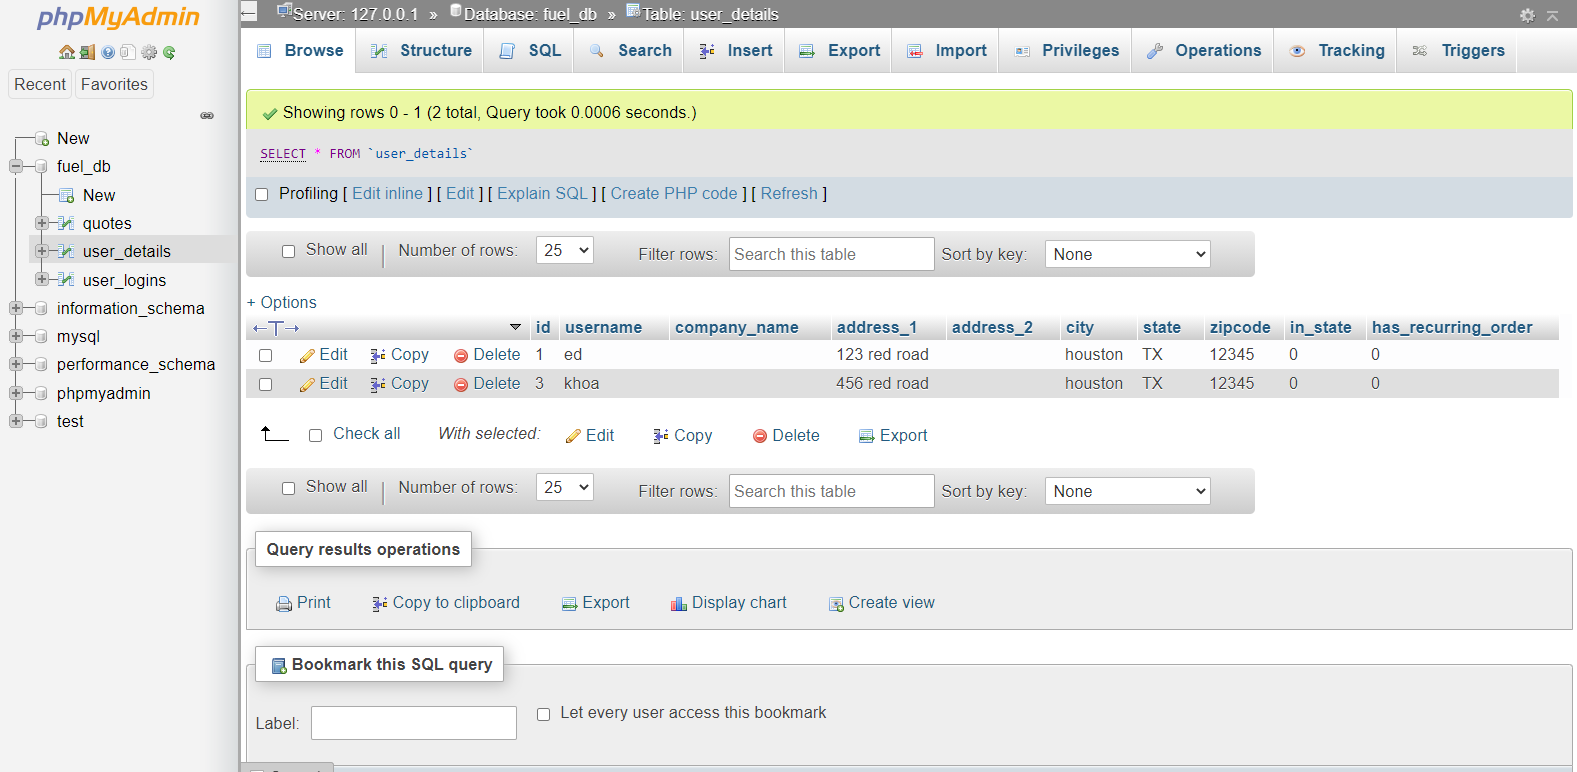 phpMyAdmin
Recent Favorites
New
fuel_db
New
quotes
user_details
user_logins
information_schema
mysql
performance_schema
phpmyadmin
test
Server: 127.0.0.1 » Database: fuel_db » Table: user_details
Browse Structure SQL Search Insert Export Import Privileges Operations Tracking Triggers
Showing rows 0 - 1 (2 total, Query took 0.0006 seconds.)
SELECT * FROM `user_details`
Profiling [ Edit inline ] [ Edit ] [ Explain SQL ] [ Create PHP code ] [ Refresh ]
Show all | Number of rows: 25 Filter rows: Search this table Sort by key: None
+ Options
←T→ id username company_name address_1 address_2 city state zipcode in_state has_recurring_order
Edit Copy Delete 1 ed 123 red road houston TX 12345 0 0
Edit Copy Delete 3 khoa 456 red road houston TX 12345 0 0
Check all With selected: Edit Copy Delete Export
Show all | Number of rows: 25 Filter rows: Search this table Sort by key: None
Query results operations
Print Copy to clipboard Export Display chart Create view
Bookmark this SQL query
Label: Let every user access this bookmark